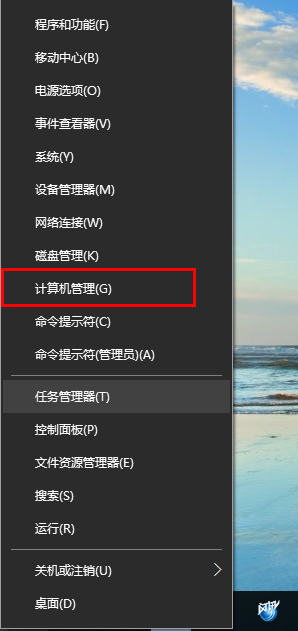 程序和功能(F)
移动中心(B)
电源选项(O)
事件查看器(V)
系统(Y)
设备管理器(M)
网络连接(W)
磁盘管理(K)
计算机管理(G)
命令提示符(C)
命令提示符(管理员)(A)
任务管理器(T)
控制面板(P)
文件资源管理器(E)
搜索(S)
运行(R)
关机或注销(U)
桌面(D)